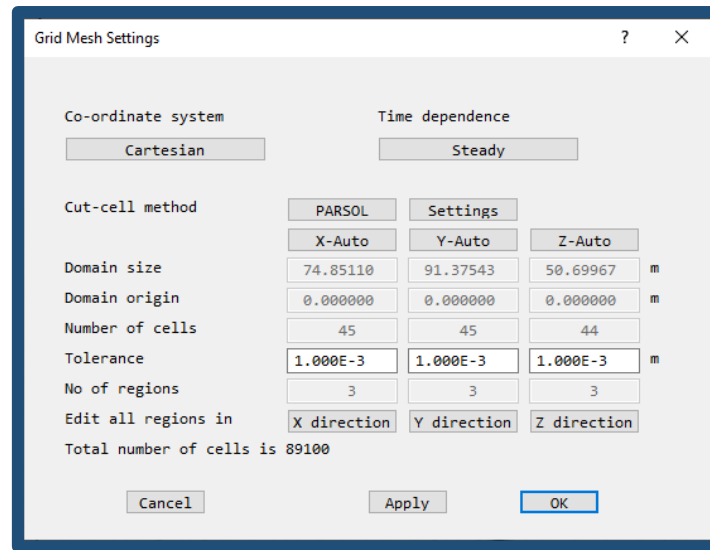 Grid Mesh Settings ? ×
Co-ordinate system Time dependence
Cartesian Steady
Cut-cell method PARSOL Settings
X-Auto Y-Auto Z-Auto
Domain size 74.85110 91.37543 50.69967 m
Domain origin 0.000000 0.000000 0.000000 m
Number of cells 45 45 44
Tolerance 1.000E-3 1.000E-3 1.000E-3 m
No of regions 3 3 3
Edit all regions in X direction Y direction Z direction
Total number of cells is 89100
Cancel Apply OK